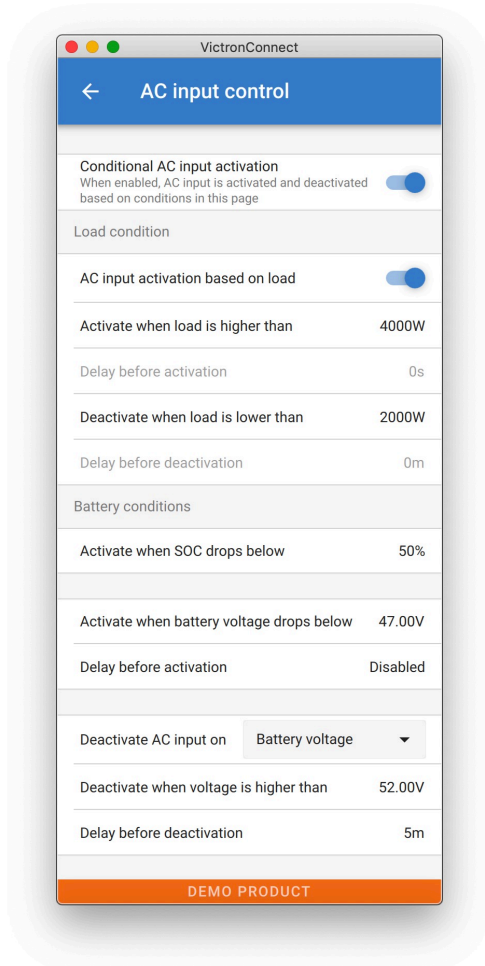 VictronConnect
AC input control
Conditional AC input activation
When enabled, AC input is activated and deactivated
based on conditions in this page
Load condition
AC input activation based on load
Activate when load is higher than 4000W
Delay before activation 0s
Deactivate when load is lower than 2000W
Delay before deactivation 0m
Battery conditions
Activate when SOC drops below 50%
Activate when battery voltage drops below 47.00V
Delay before activation Disabled
Deactivate AC input on Battery voltage
Deactivate when voltage is higher than 52.00V
Delay before deactivation 5m
DEMO PRODUCT